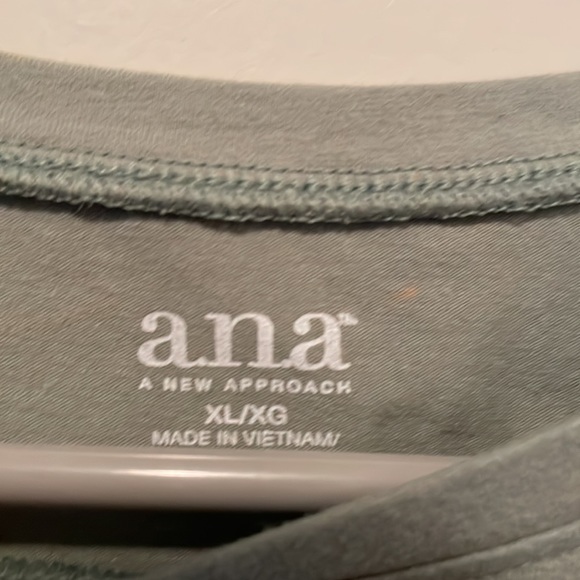 a.n.a
A NEW APPROACH
XL/XG
MADE IN VIETNAM/